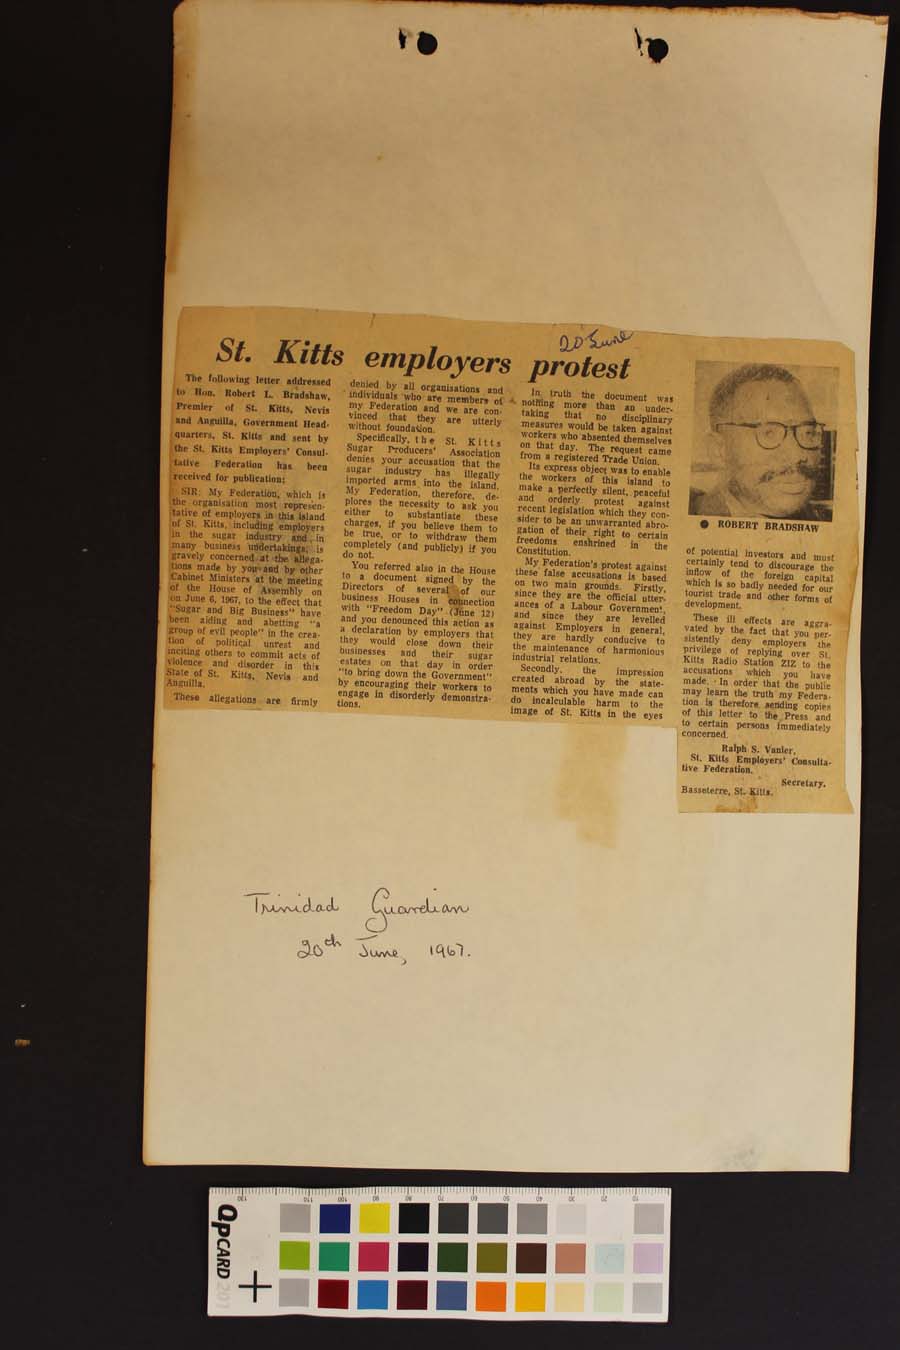 20 June
St. Kitts employers protest
The following letter addressed
to Hon. Robert L. Bradshaw,
Premier of St. Kitts, Nevis
and Anguilla, Government Head-
quarters, St. Kitts and sent by
the St. Kitts Employers' Consul-
tative Federation has been
received for publication:
SIR: My Federation, which is
the organisation most represen-
tative of employers in this island
of St. Kitts, including employers
in the sugar industry and in
many business undertakings, is
gravely concerned at the allega-
tions made by you and by other
Cabinet Ministers at the meeting
of the House of Assembly on
on June 6, 1967, to the effect that
"Sugar and Big Business" have
been aiding and abetting "a
group of evil people" in the crea-
tion of political unrest and
inciting others to commit acts of
violence and disorder in this
State of St. Kitts, Nevis and
Anguilla.
These allegations are firmly
denied by all organisations and
individuals who are members of
my Federation and we are con-
vinced that they are utterly
without foundation.
Specifically, the St. Kitts
Sugar Producers' Association
denies your accusation that the
sugar industry has illegally
imported arms into the island.
My Federation, therefore, de-
plores the necessity to ask you
either to substantiate these
charges, if you believe them to
be true, or to withdraw them
completely (and publicly) if you
do not.
You referred also in the House
to a document signed by the
Directors of several of our
business Houses in connection
with "Freedom Day" (June 12)
and you denounced this action as
a declaration by employers that
they would close down their
businesses and their sugar
estates on that day in order
"to bring down the Government"
by encouraging their workers to
engage in disorderly demonstra-
tions.
In truth the document was
nothing more than an under-
taking that no disciplinary
measures would be taken against
workers who absented themselves
on that day. The request came
from a registered Trade Union.
Its express object was to enable
the workers of this island to
make a perfectly silent, peaceful
and orderly protest against
recent legislation which they con-
sider to be an unwarranted abro-
gation of their right to certain
freedoms enshrined in the
Constitution.
My Federation's protest against
these false accusations is based
on two main grounds. Firstly,
since they are the official utter-
ances of a Labour Government,
and since they are levelled
against Employers in general,
they are hardly conducive to
the maintenance of harmonious
industrial relations.
Secondly, the impression
created abroad by the state-
ments which you have made can
do incalculable harm to the
image of St. Kitts in the eyes
● ROBERT BRADSHAW
of potential investors and must
certainly tend to discourage the
inflow of the foreign capital
which is so badly needed for our
tourist trade and other forms of
development.
These ill effects are aggra-
vated by the fact that you per-
sistently deny employers the
privilege of replying over St.
Kitts Radio Station ZIZ to the
accusations which you have
made. In order that the public
may learn the truth my Federa-
tion is therefore sending copies
of this letter to the Press and
to certain persons immediately
concerned.
Ralph S. Vanier,
St. Kitts Employers' Consulta-
tive Federation.
Secretary.
Basseterre, St. Kitts.
Trinidad Guardian
20th June, 1967.
130 110 100 90 80 70 60 50 40 30 20 10
QpCARD 201